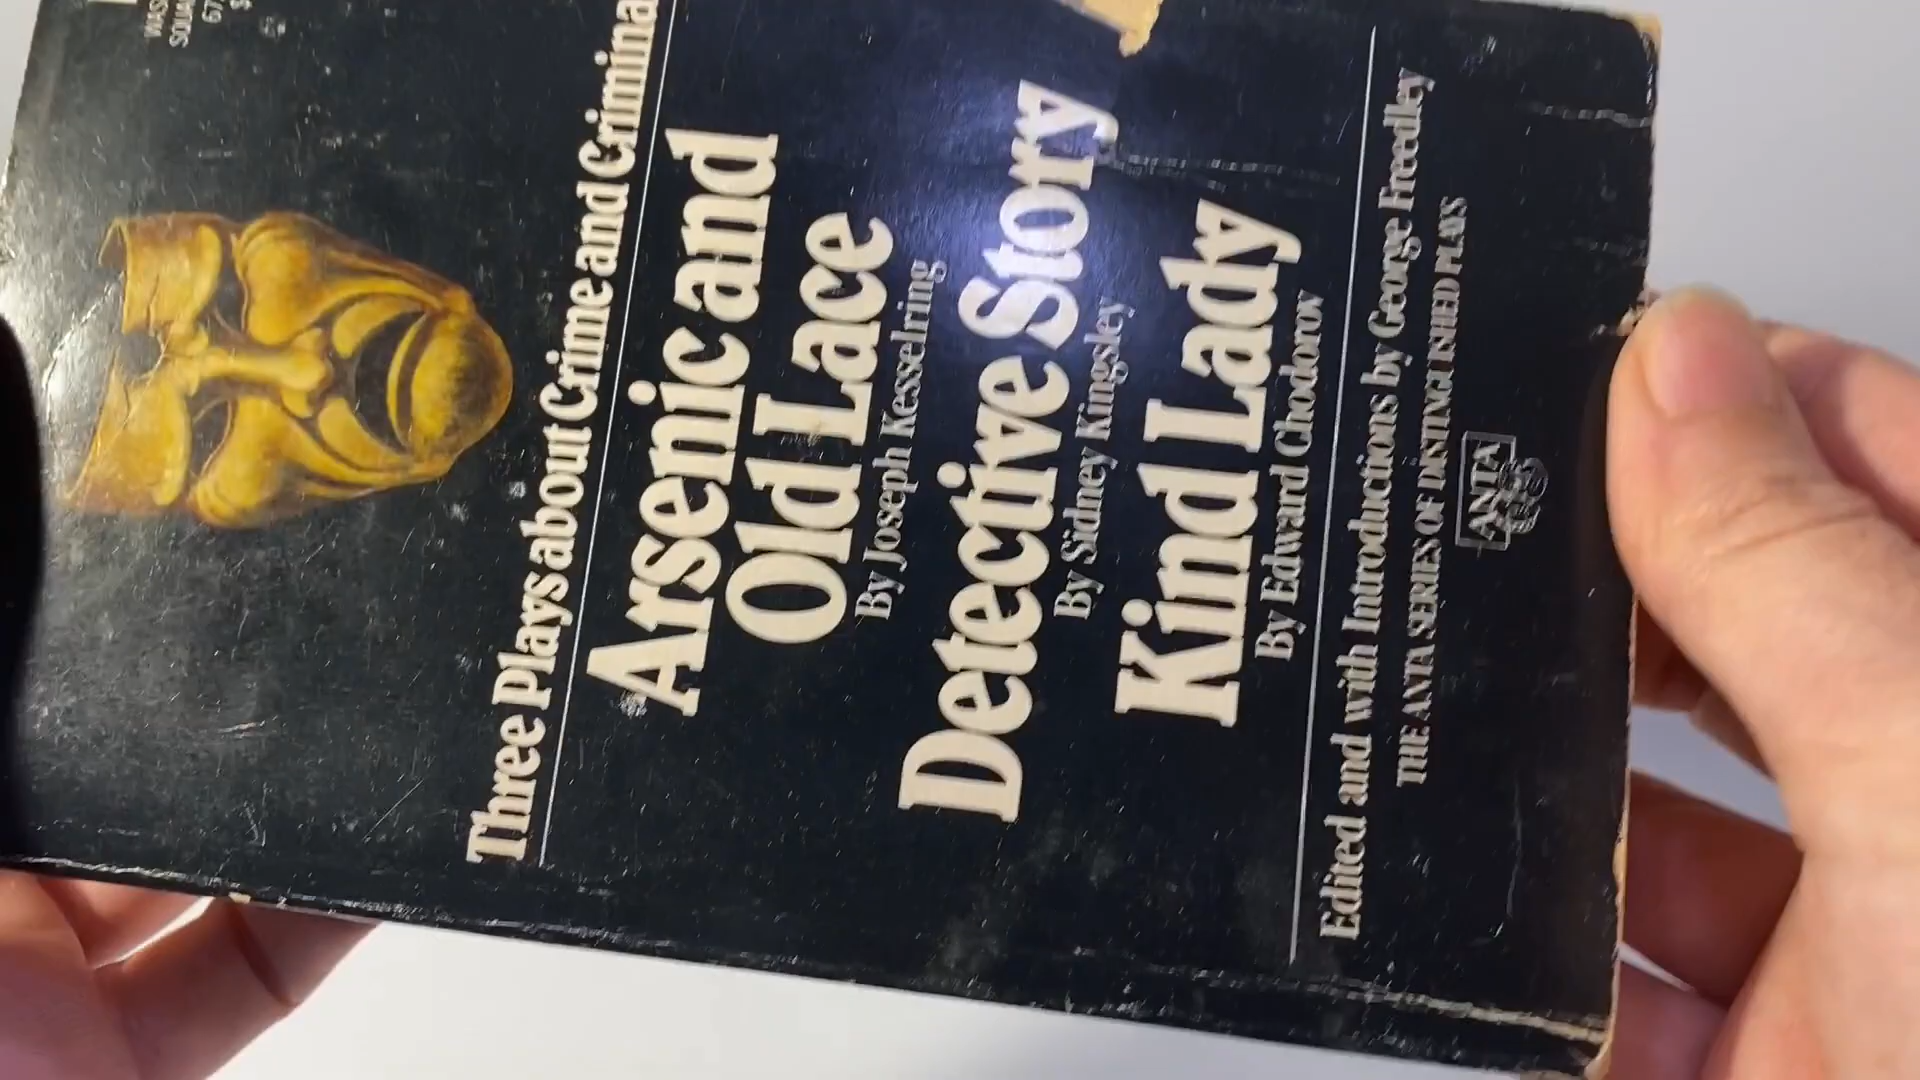 Three Plays about Crime and Crimina
Arsenic and
Old Lace
By Joseph Kesselring
Detective Story
By Sidney Kingsley
Kind Lady
By Edward Chodorov
Edited and with Introductions by George Freedley
THE ANTA SERIES OF DISTINGUISHED PLAYS
ANTA